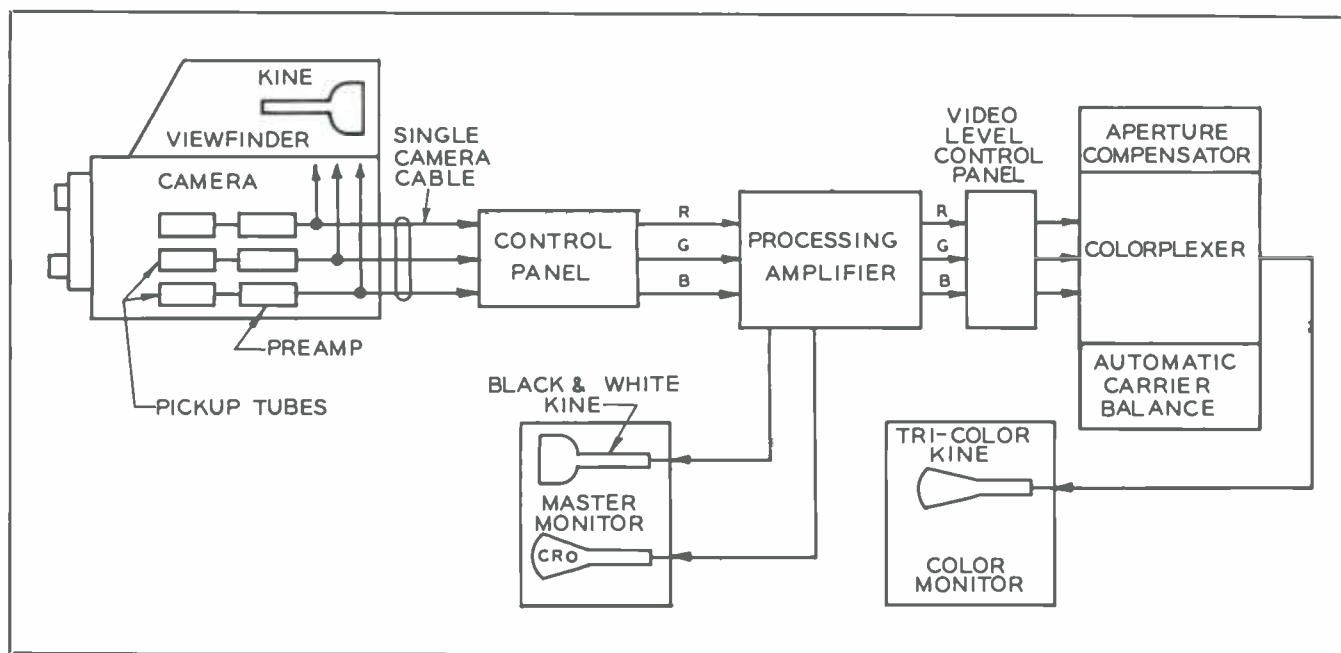 KINE
VIEWFINDER
CAMERA
SINGLE
CAMERA
CABLE
PREAMP
PICKUP TUBES
CONTROL
PANEL
R
G
B
PROCESSING
AMPLIFIER
R
G
B
VIDEO
LEVEL
CONTROL
PANEL
APERTURE
COMPENSATOR
COLORPLEXER
AUTOMATIC
CARRIER
BALANCE
BLACK & WHITE
KINE
MASTER
MONITOR
CRO
TRI-COLOR
KINE
COLOR
MONITOR